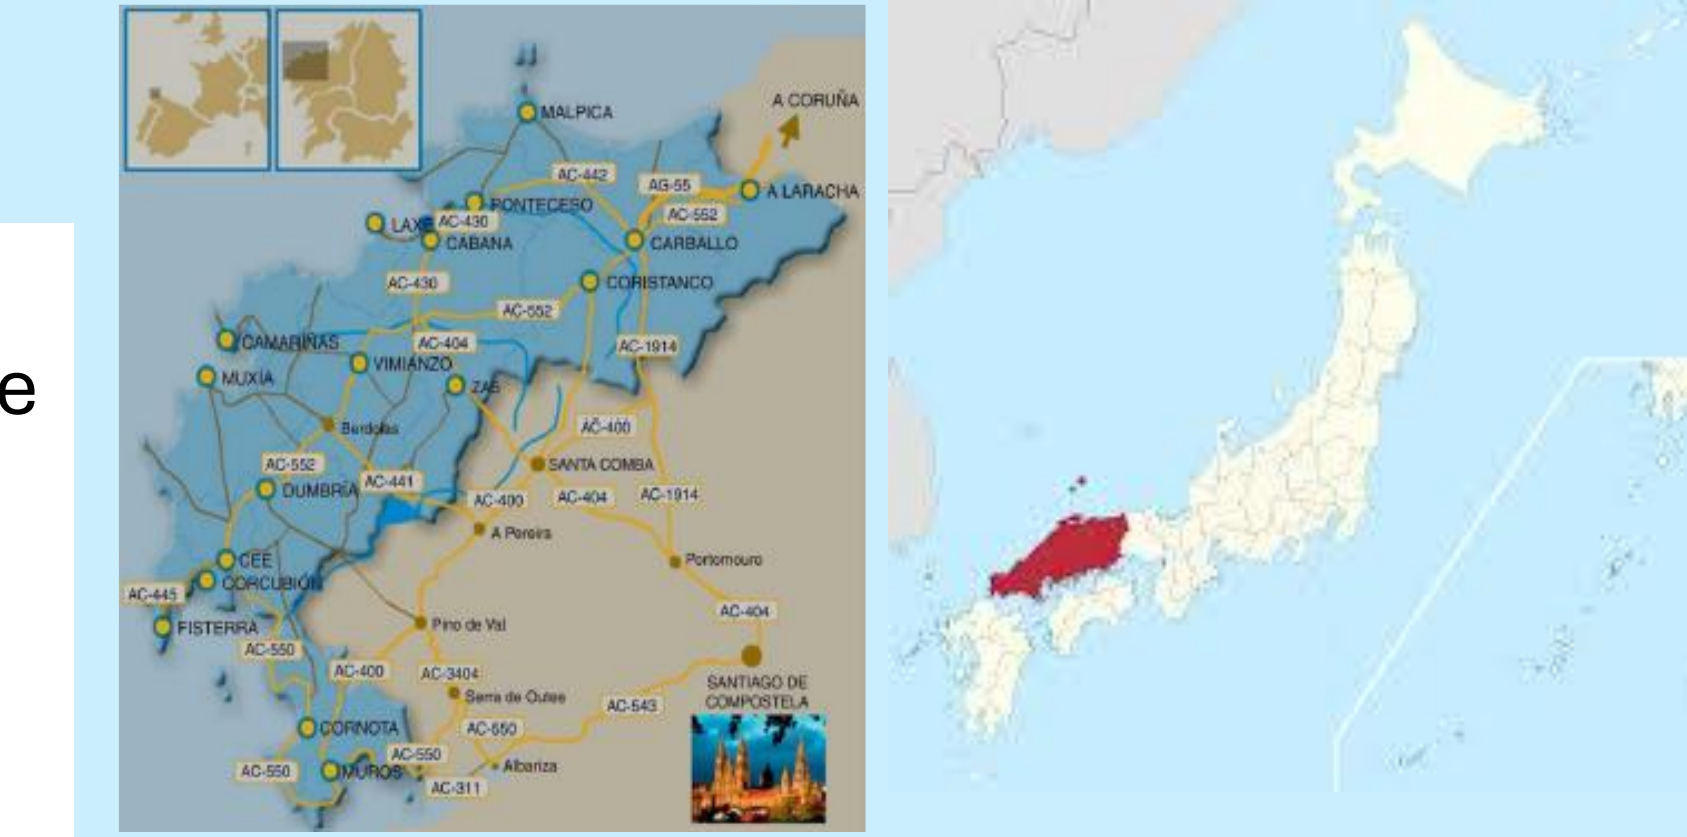 e
A CORUÑA
MALPICA
AC-442
AG-55
A LARACHA
PONTECESO
AC-552
LAXE
AC-430
CABANA
CARBALLO
AC-430
CORISTANCO
AC-552
CAMARIÑAS
AC-404
AC-1914
VIMIANZO
MUXÍA
ZAS
AC-400
Berdoias
AC-552
SANTA COMBA
DUMBRÍA
AC-441
AC-400
AC-404
AC-1914
A Pereira
CEE
Portomouro
CORCUBIÓN
AC-445
AC-404
FISTERRA
Pino de Val
AC-550
AC-400
AC-3404
SANTIAGO DE
COMPOSTELA
Serra de Outes
AC-543
CORNOTA
AC-550
AC-550
AC-550
MUROS
Albariza
AC-311